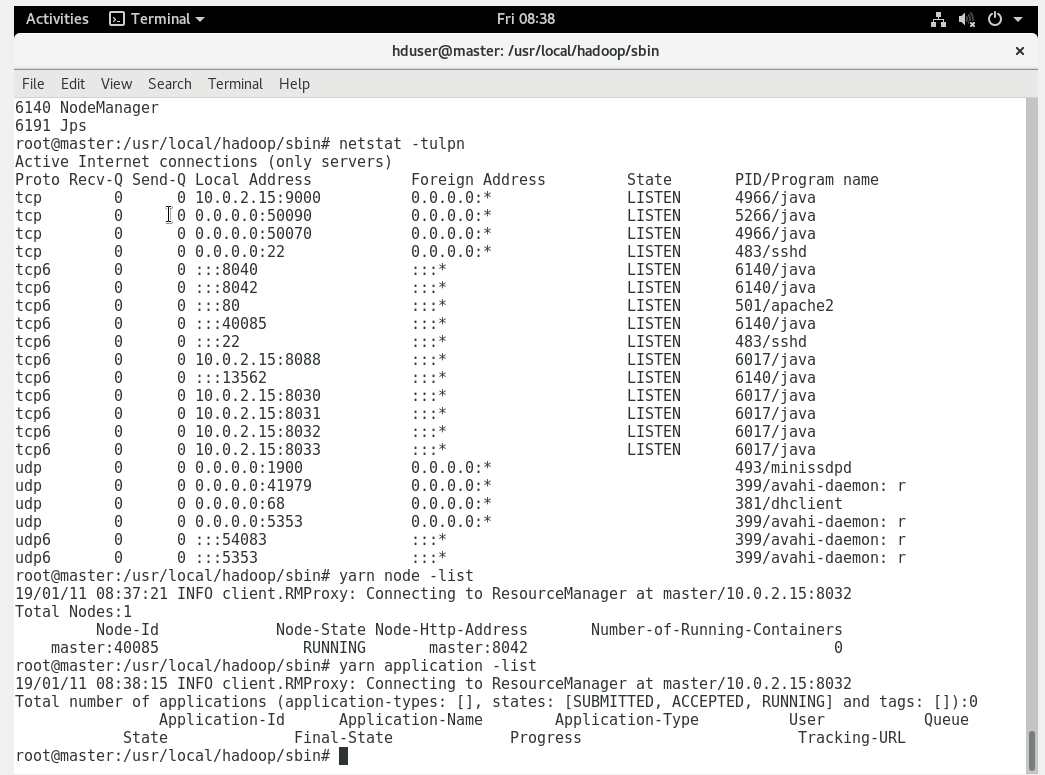 Activities Terminal Fri 08:38
hduser@master: /usr/local/hadoop/sbin ×
File Edit View Search Terminal Help
6140 NodeManager
6191 Jps
root@master:/usr/local/hadoop/sbin# netstat -tulpn
Active Internet connections (only servers)
Proto Recv-Q Send-Q Local Address Foreign Address State PID/Program name
tcp 0 0 10.0.2.15:9000 0.0.0.0:* LISTEN 4966/java
tcp 0 0 0.0.0.0:50090 0.0.0.0:* LISTEN 5266/java
tcp 0 0 0.0.0.0:50070 0.0.0.0:* LISTEN 4966/java
tcp 0 0 0.0.0.0:22 0.0.0.0:* LISTEN 483/sshd
tcp6 0 0 :::8040 :::* LISTEN 6140/java
tcp6 0 0 :::8042 :::* LISTEN 6140/java
tcp6 0 0 :::80 :::* LISTEN 501/apache2
tcp6 0 0 :::40085 :::* LISTEN 6140/java
tcp6 0 0 :::22 :::* LISTEN 483/sshd
tcp6 0 0 10.0.2.15:8088 :::* LISTEN 6017/java
tcp6 0 0 :::13562 :::* LISTEN 6140/java
tcp6 0 0 10.0.2.15:8030 :::* LISTEN 6017/java
tcp6 0 0 10.0.2.15:8031 :::* LISTEN 6017/java
tcp6 0 0 10.0.2.15:8032 :::* LISTEN 6017/java
tcp6 0 0 10.0.2.15:8033 :::* LISTEN 6017/java
udp 0 0 0.0.0.0:1900 0.0.0.0:* 493/minissdpd
udp 0 0 0.0.0.0:41979 0.0.0.0:* 399/avahi-daemon: r
udp 0 0 0.0.0.0:68 0.0.0.0:* 381/dhclient
udp 0 0 0.0.0.0:5353 0.0.0.0:* 399/avahi-daemon: r
udp6 0 0 :::54083 :::* 399/avahi-daemon: r
udp6 0 0 :::5353 :::* 399/avahi-daemon: r
root@master:/usr/local/hadoop/sbin# yarn node -list
19/01/11 08:37:21 INFO client.RMProxy: Connecting to ResourceManager at master/10.0.2.15:8032
Total Nodes:1
Node-Id Node-State Node-Http-Address Number-of-Running-Containers
master:40085 RUNNING master:8042 0
root@master:/usr/local/hadoop/sbin# yarn application -list
19/01/11 08:38:15 INFO client.RMProxy: Connecting to ResourceManager at master/10.0.2.15:8032
Total number of applications (application-types: [], states: [SUBMITTED, ACCEPTED, RUNNING] and tags: []):0
Application-Id Application-Name Application-Type User Queue
State Final-State Progress Tracking-URL
root@master:/usr/local/hadoop/sbin#